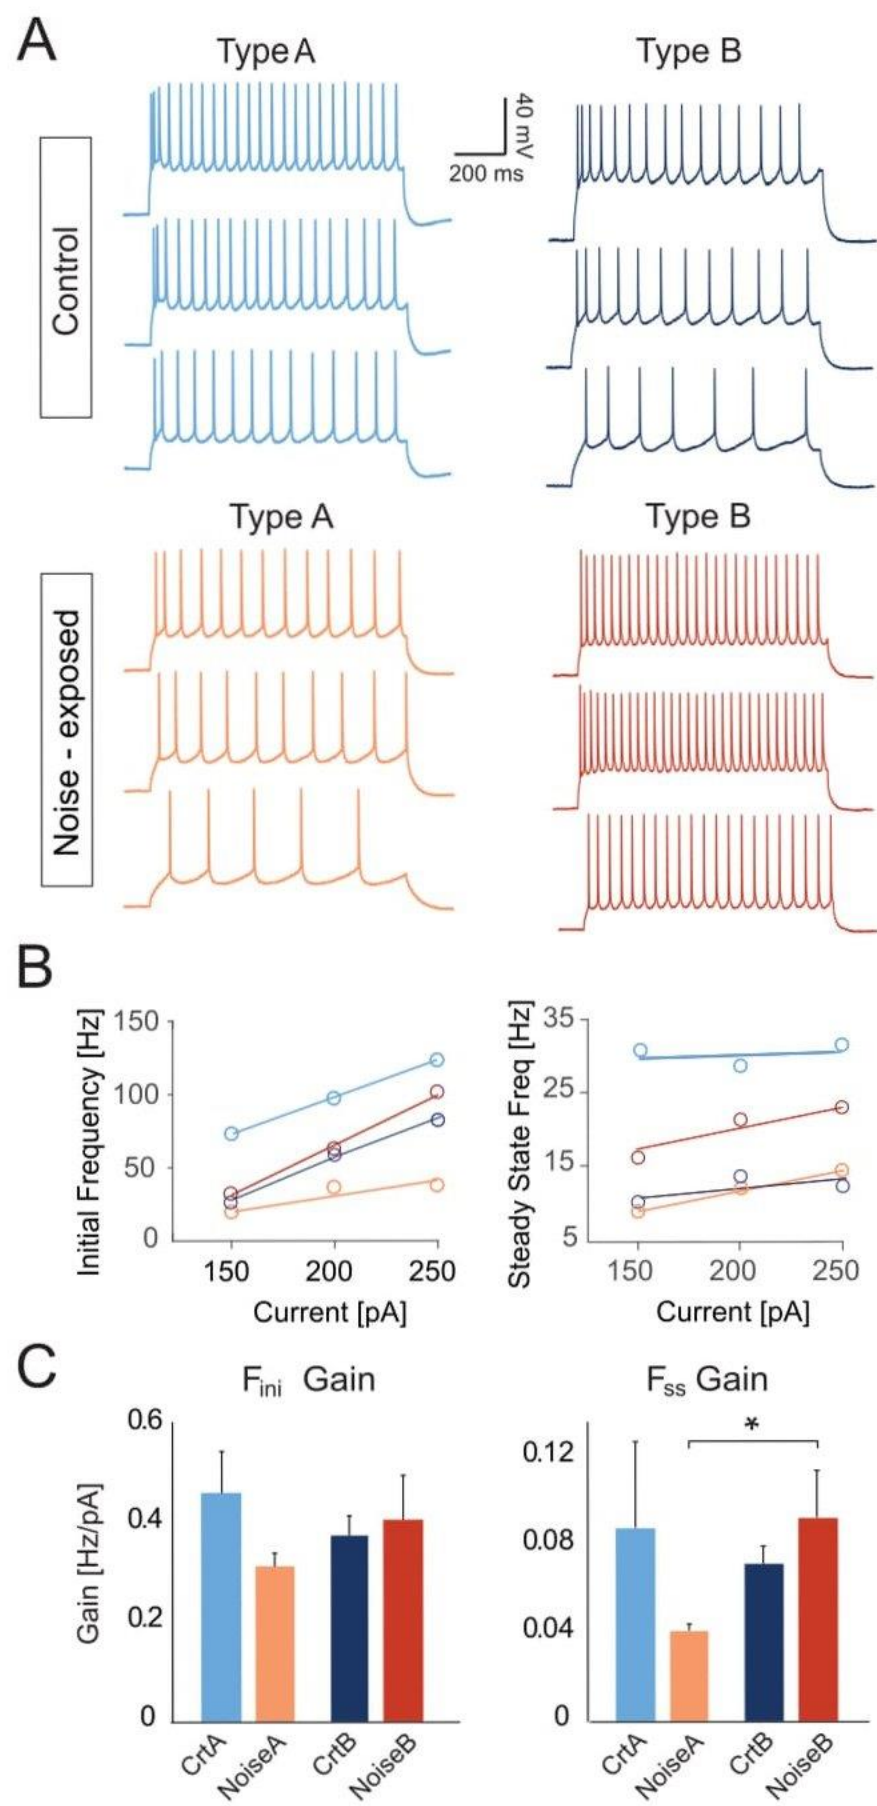 A
Type A
Type B
40 mV
200 ms
Control
Type A
Type B
Noise - exposed
B
Initial Frequency [Hz]
150
100
50
0
150
200
250
Current [pA]
Steady State Freq [Hz]
35
25
15
5
150
200
250
Current [pA]
C
Fini Gain
Gain [Hz/pA]
0.6
0.4
0.2
0
CrtA
NoiseA
CrtB
NoiseB
Fss Gain
*
0.12
0.08
0.04
0
CrtA
NoiseA
CrtB
NoiseB